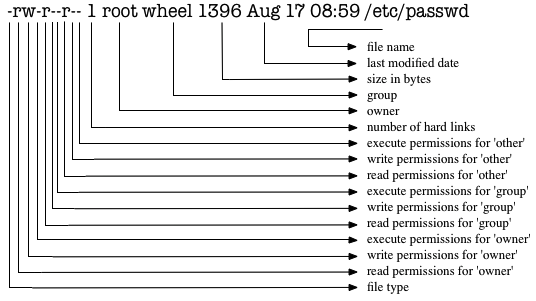 -rw-r--r-- 1 root wheel 1396 Aug 17 08:59 /etc/passwd
file name
last modified date
size in bytes
group
owner
number of hard links
execute permissions for 'other'
write permissions for 'other'
read permissions for 'other'
execute permissions for 'group'
write permissions for 'group'
read permissions for 'group'
execute permissions for 'owner'
write permissions for 'owner'
read permissions for 'owner'
file type